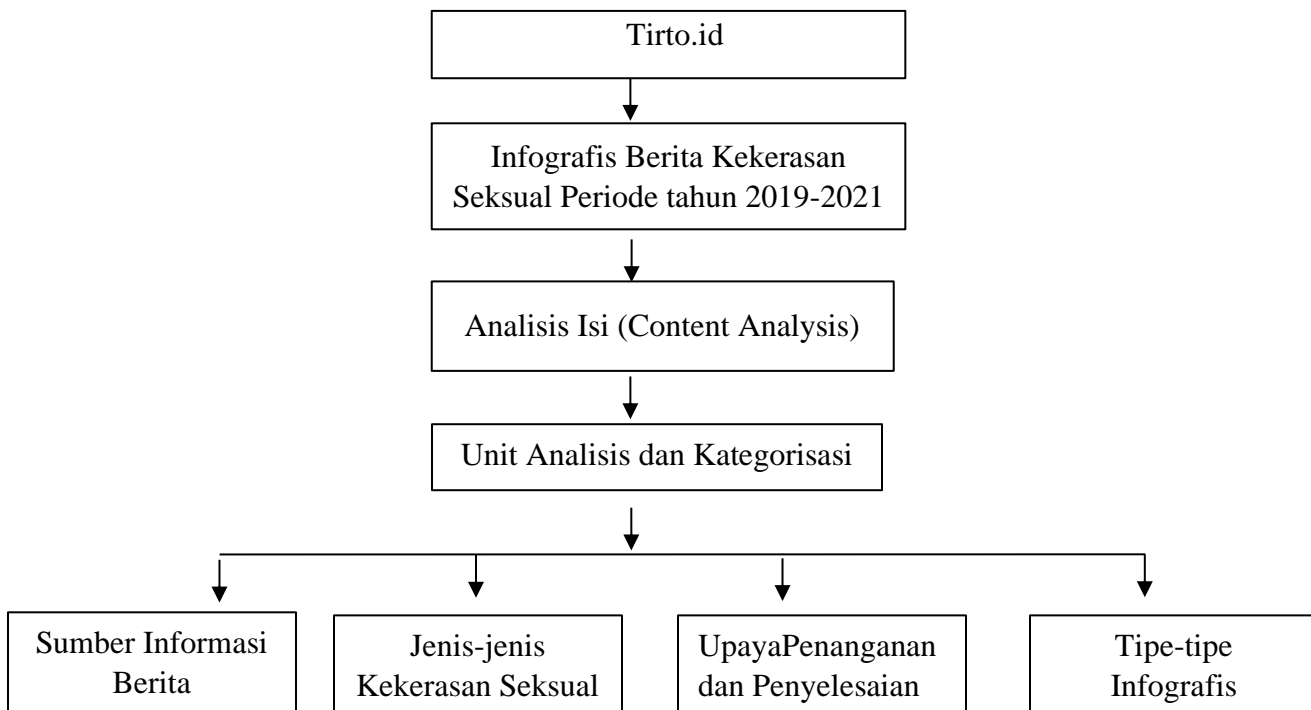 Tirto.id
Infografis Berita Kekerasan
Seksual Periode tahun 2019-2021
Analisis Isi (Content Analysis)
Unit Analisis dan Kategorisasi
Sumber Informasi
Berita
Jenis-jenis
Kekerasan Seksual
UpayaPenanganan
dan Penyelesaian
Tipe-tipe
Infografis